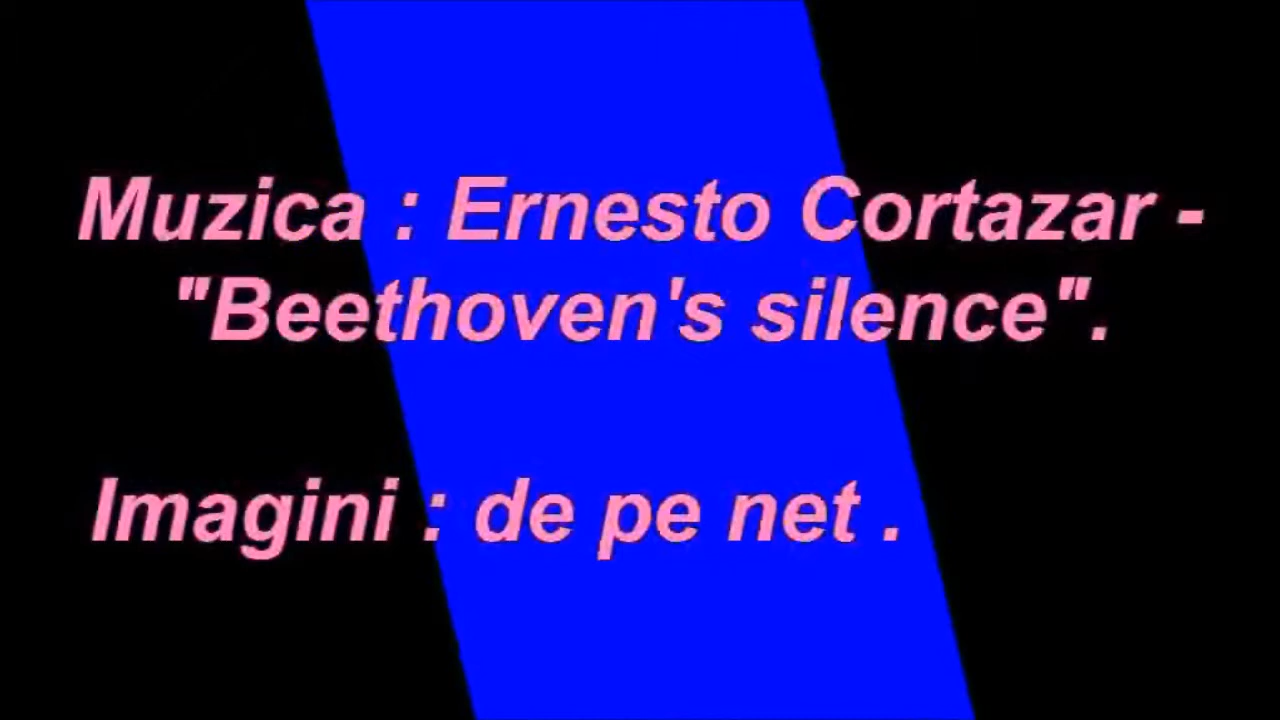 Muzica : Ernesto Cortazar -
"Beethoven's silence".
Imagini : de pe net .